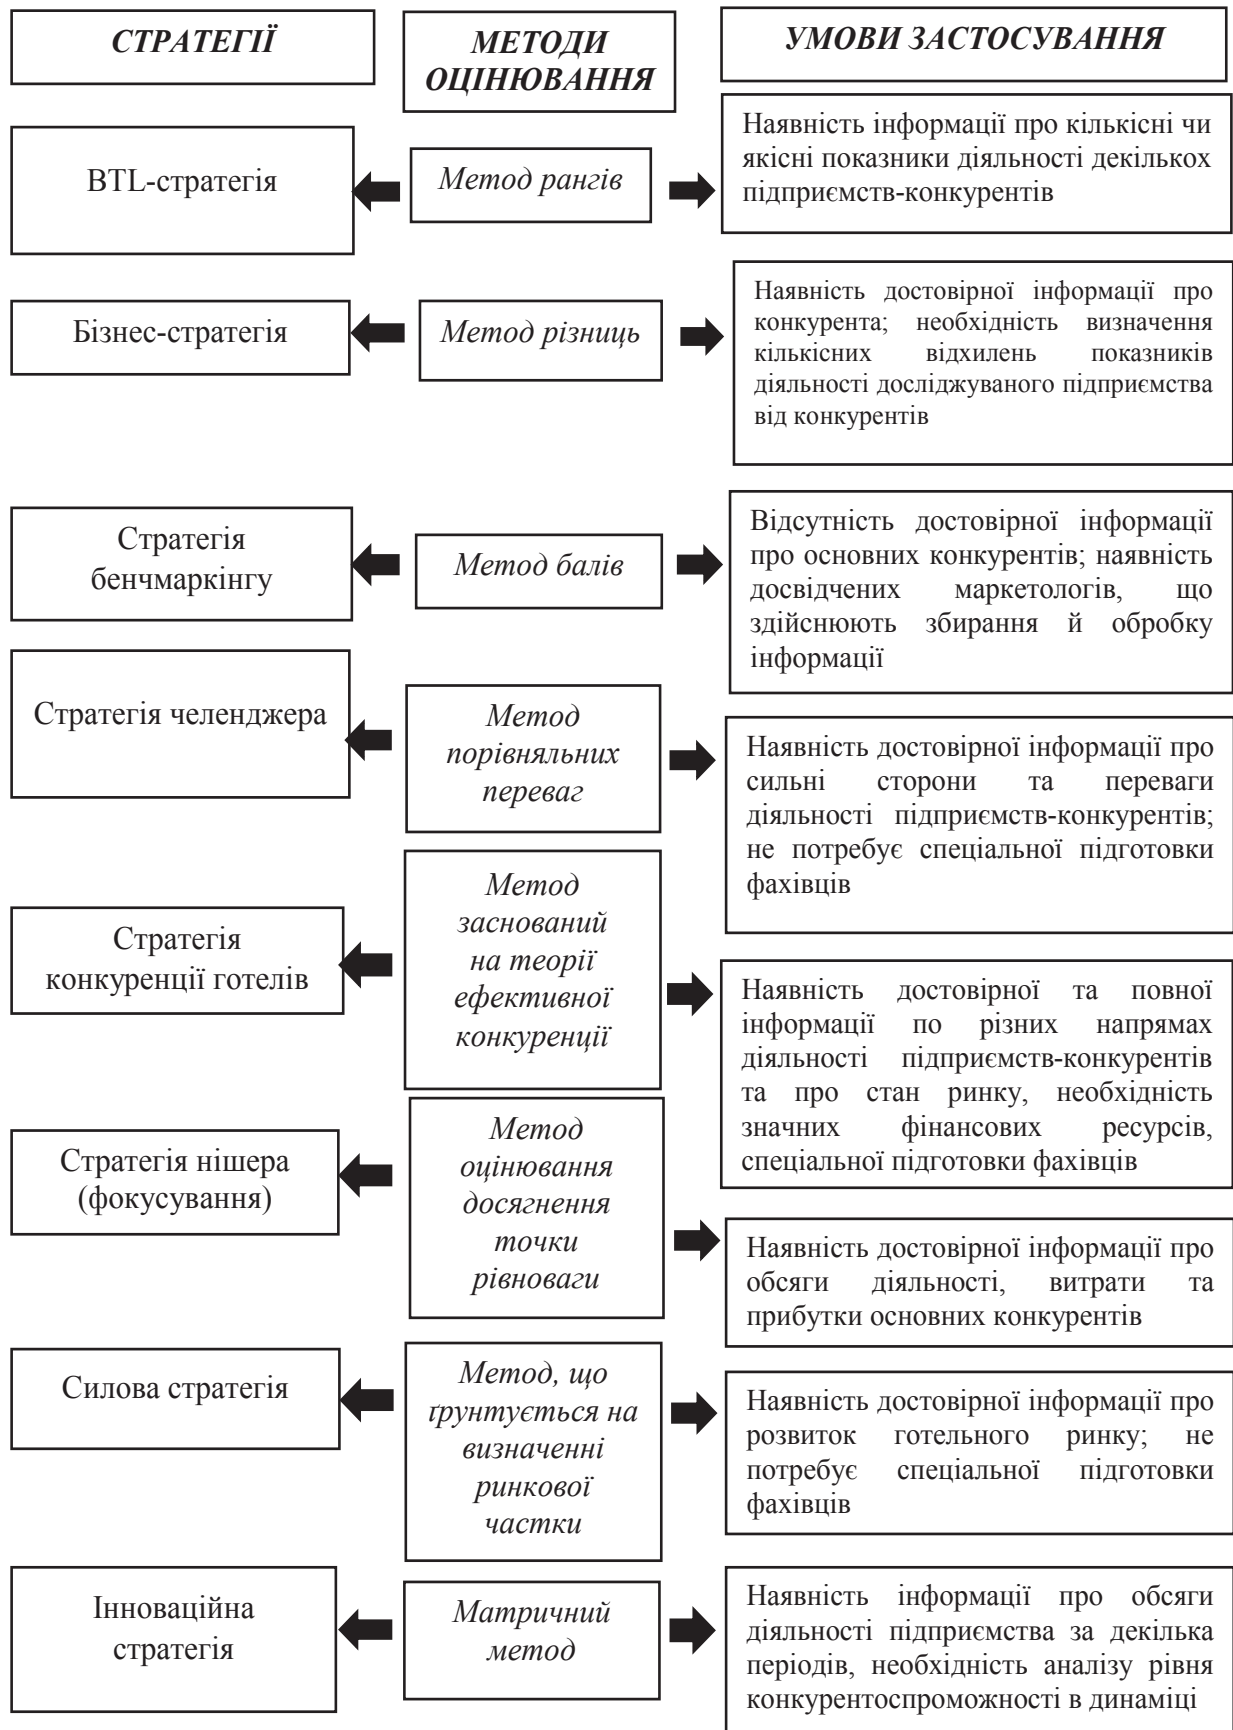 СТРАТЕГІЇ
МЕТОДИ
ОЦІНЮВАННЯ
УМОВИ ЗАСТОСУВАННЯ
BTL-стратегія
Метод рангів
Наявність інформації про кількісні чи
якісні показники діяльності декількох
підприємств-конкурентів
Бізнес-стратегія
Метод різниць
Наявність достовірної інформації про
конкурента; необхідність визначення
кількісних відхилень показників
діяльності досліджуваного підприємства
від конкурентів
Стратегія
бенчмаркінгу
Метод балів
Відсутність достовірної інформації
про основних конкурентів; наявність
досвідчених маркетологів, що
здійснюють збирання й обробку
інформації
Стратегія челенджера
Метод
порівняльних
переваг
Наявність достовірної інформації про
сильні сторони та переваги
діяльності підприємств-конкурентів;
не потребує спеціальної підготовки
фахівців
Стратегія
конкуренції готелів
Метод
заснований
на теорії
ефективної
конкуренції
Наявність достовірної та повної
інформації по різних напрямах
діяльності підприємств-конкурентів
та про стан ринку, необхідність
значних фінансових ресурсів,
спеціальної підготовки фахівців
Стратегія нішера
(фокусування)
Метод
оцінювання
досягнення
точки
рівноваги
Наявність достовірної інформації про
обсяги діяльності, витрати та
прибутки основних конкурентів
Силова стратегія
Метод, що
ґрунтується на
визначенні
ринкової
частки
Наявність достовірної інформації про
розвиток готельного ринку; не
потребує спеціальної підготовки
фахівців
Інноваційна
стратегія
Матричний
метод
Наявність інформації про обсяги
діяльності підприємства за декілька
періодів, необхідність аналізу рівня
конкурентоспроможності в динаміці